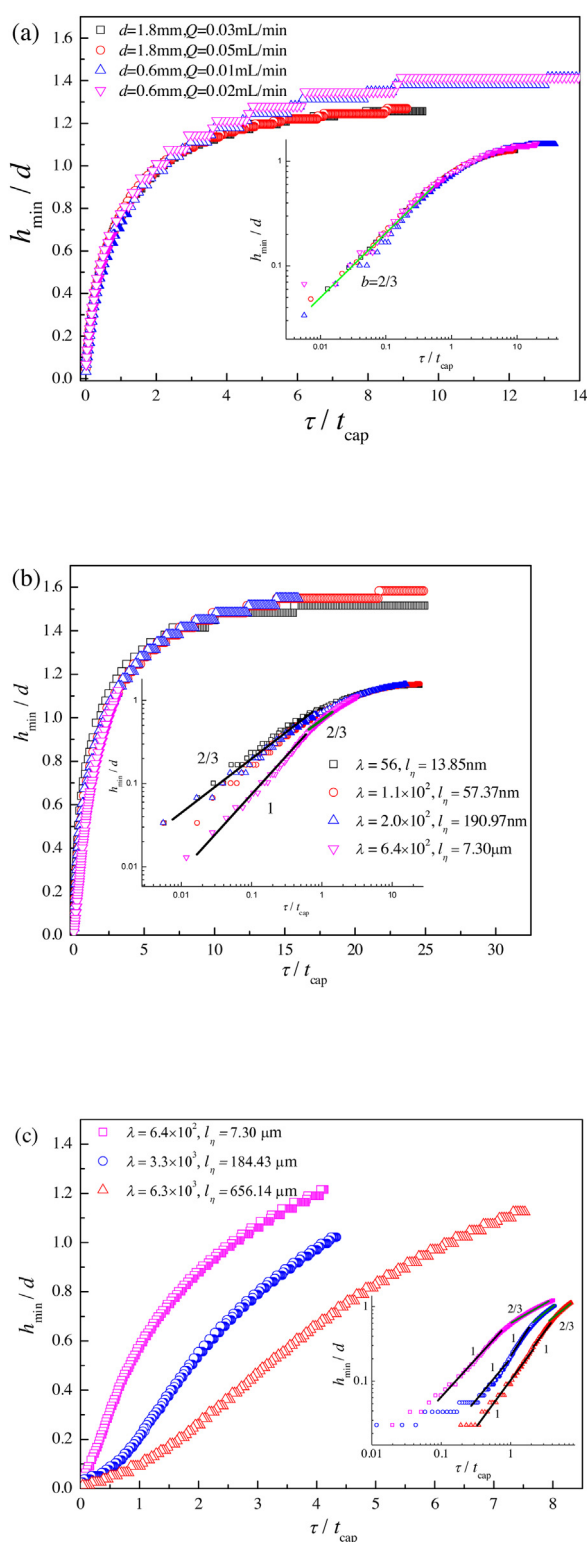 (a)
d=1.8mm,Q=0.03mL/min
d=1.8mm,Q=0.05mL/min
d=0.6mm,Q=0.01mL/min
d=0.6mm,Q=0.02mL/min
1.6
1.4
1.2
1.0
0.8
0.6
0.4
0.2
0.0
h_min / d
1
0.1
h_min / d
b=2/3
0.01 0.1 1 10
τ / t_cap
0 2 4 6 8 10 12 14
τ / t_cap
(b)
1.6
1.4
1.2
1.0
0.8
0.6
0.4
0.2
0.0
h_min / d
1
0.1
0.01
h_min / d
2/3
2/3
1
0.01 0.1 1 10
τ / t_cap
λ = 56, l_η = 13.85nm
λ = 1.1×10², l_η = 57.37nm
λ = 2.0×10², l_η = 190.97nm
λ = 6.4×10², l_η = 7.30μm
0 5 10 15 20 25 30
τ / t_cap
(c)
λ = 6.4×10², l_η = 7.30 μm
λ = 3.3×10³, l_η = 184.43 μm
λ = 6.3×10³, l_η = 656.14 μm
1.4
1.2
1.0
0.8
0.6
0.4
0.2
0.0
h_min / d
1
0.1
h_min / d
2/3
2/3
1
1
1
1
0.01 0.1 1
τ / t_cap
0 1 2 3 4 5 6 7 8
τ / t_cap